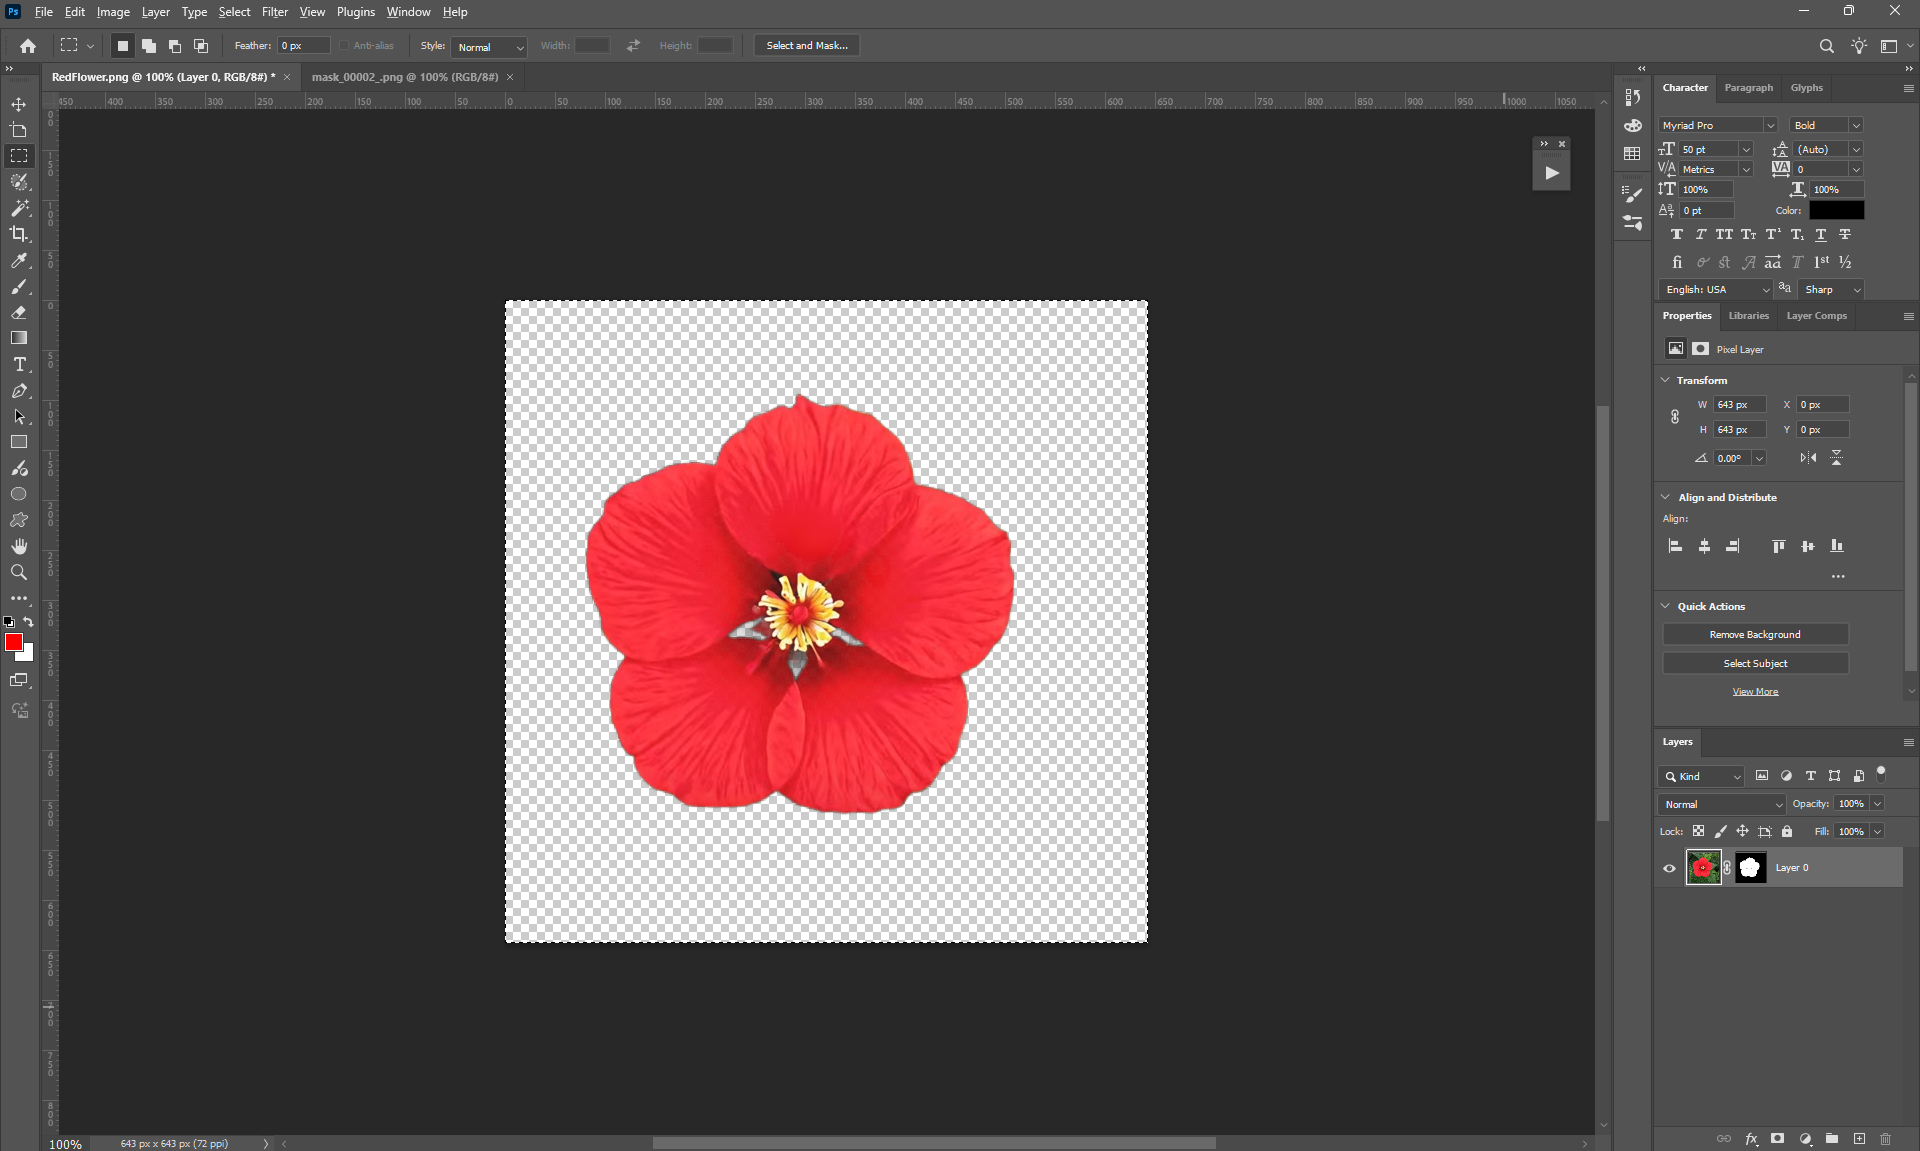 Ps File Edit Image Layer Type Select Filter View Plugins Window Help
Feather: 0 px Anti-alias Style: Normal Width: Height: Select and Mask...
RedFlower.png @ 100% (Layer 0, RGB/8#) * × mask_00002_.png @ 100% (RGB/8#) ×
450 400 350 300 250 200 150 100 50 0 50 100 150 200 250 300 350 400 450 500 550 600 650 700 750 800 850 900 950 1000 1050
Character Paragraph Glyphs
Myriad Pro Bold
50 pt (Auto)
Metrics 0
100% 100%
0 pt Color:
T T TT Tт T¹ T₁ T T
fi st A aa T 1st ½
English: USA aa Sharp
Properties Libraries Layer Comps
Pixel Layer
Transform
W 643 px X 0 px
H 643 px Y 0 px
0.00°
Align and Distribute
Align:
Quick Actions
Remove Background
Select Subject
View More
Layers
Kind
Normal Opacity: 100%
Lock: Fill: 100%
Layer 0
fx
100% 643 px x 643 px (72 ppi)